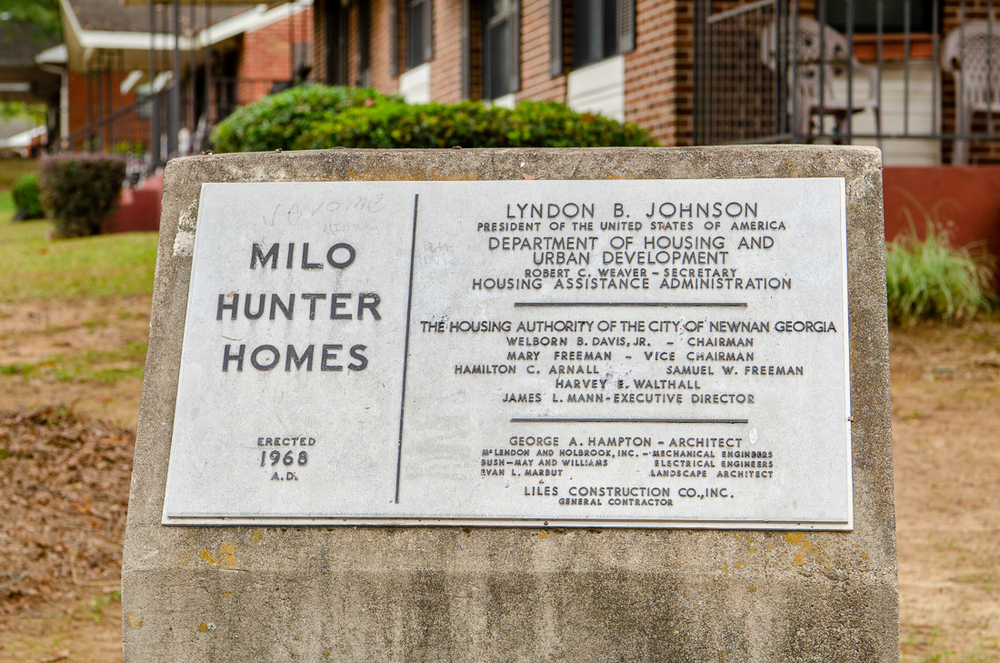 MILO
HUNTER
HOMES
ERECTED
1968
A.D.
LYNDON B. JOHNSON
PRESIDENT OF THE UNITED STATES OF AMERICA
DEPARTMENT OF HOUSING AND
URBAN DEVELOPMENT
ROBERT C. WEAVER - SECRETARY
HOUSING ASSISTANCE ADMINISTRATION
THE HOUSING AUTHORITY OF THE CITY OF NEWNAN GEORGIA
WELBORN B. DAVIS, JR. - CHAIRMAN
MARY FREEMAN - VICE CHAIRMAN
HAMILTON C. ARNALL SAMUEL W. FREEMAN
HARVEY E. WALTHALL
JAMES L. MANN-EXECUTIVE DIRECTOR
GEORGE A. HAMPTON - ARCHITECT
McLENDON AND HOLBROOK, INC. - MECHANICAL ENGINEERS
BUSH-MAY AND WILLIAMS ELECTRICAL ENGINEERS
EVAN L. MARBUT LANDSCAPE ARCHITECT
LILES CONSTRUCTION CO., INC.
GENERAL CONTRACTOR